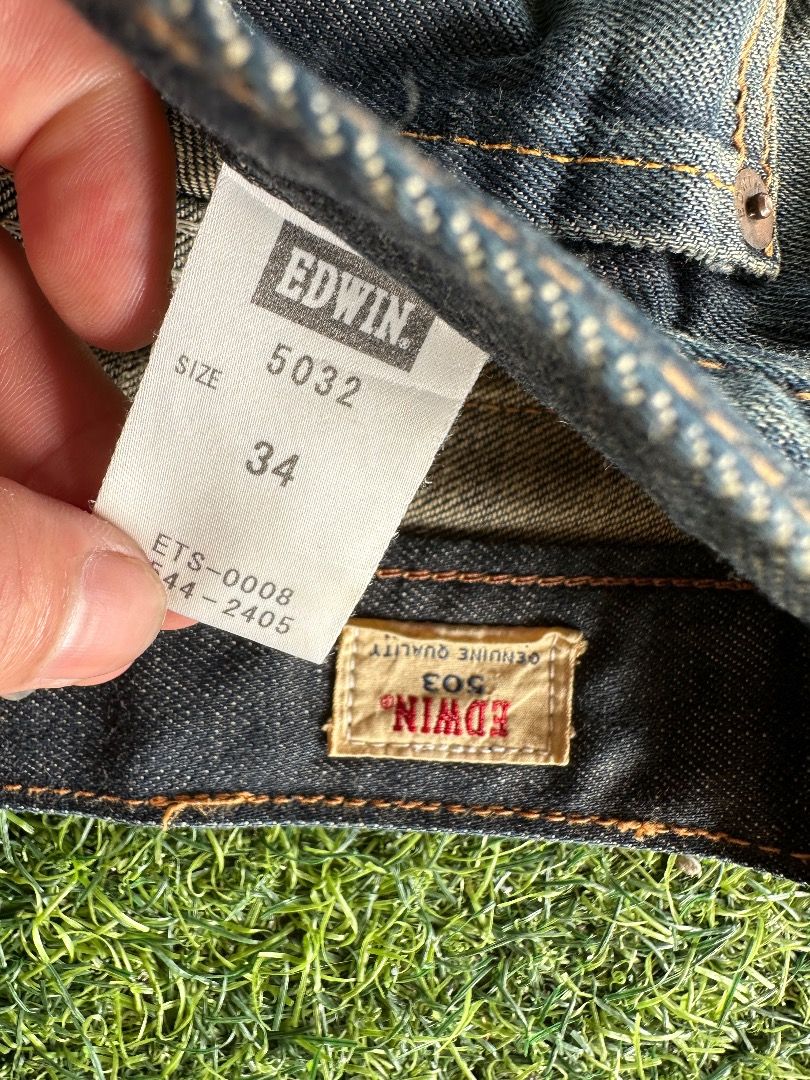 EDWIN®
5032
SIZE
34
ETS-0008
544-2405
EDWIN®
503
GENUINE QUALITY